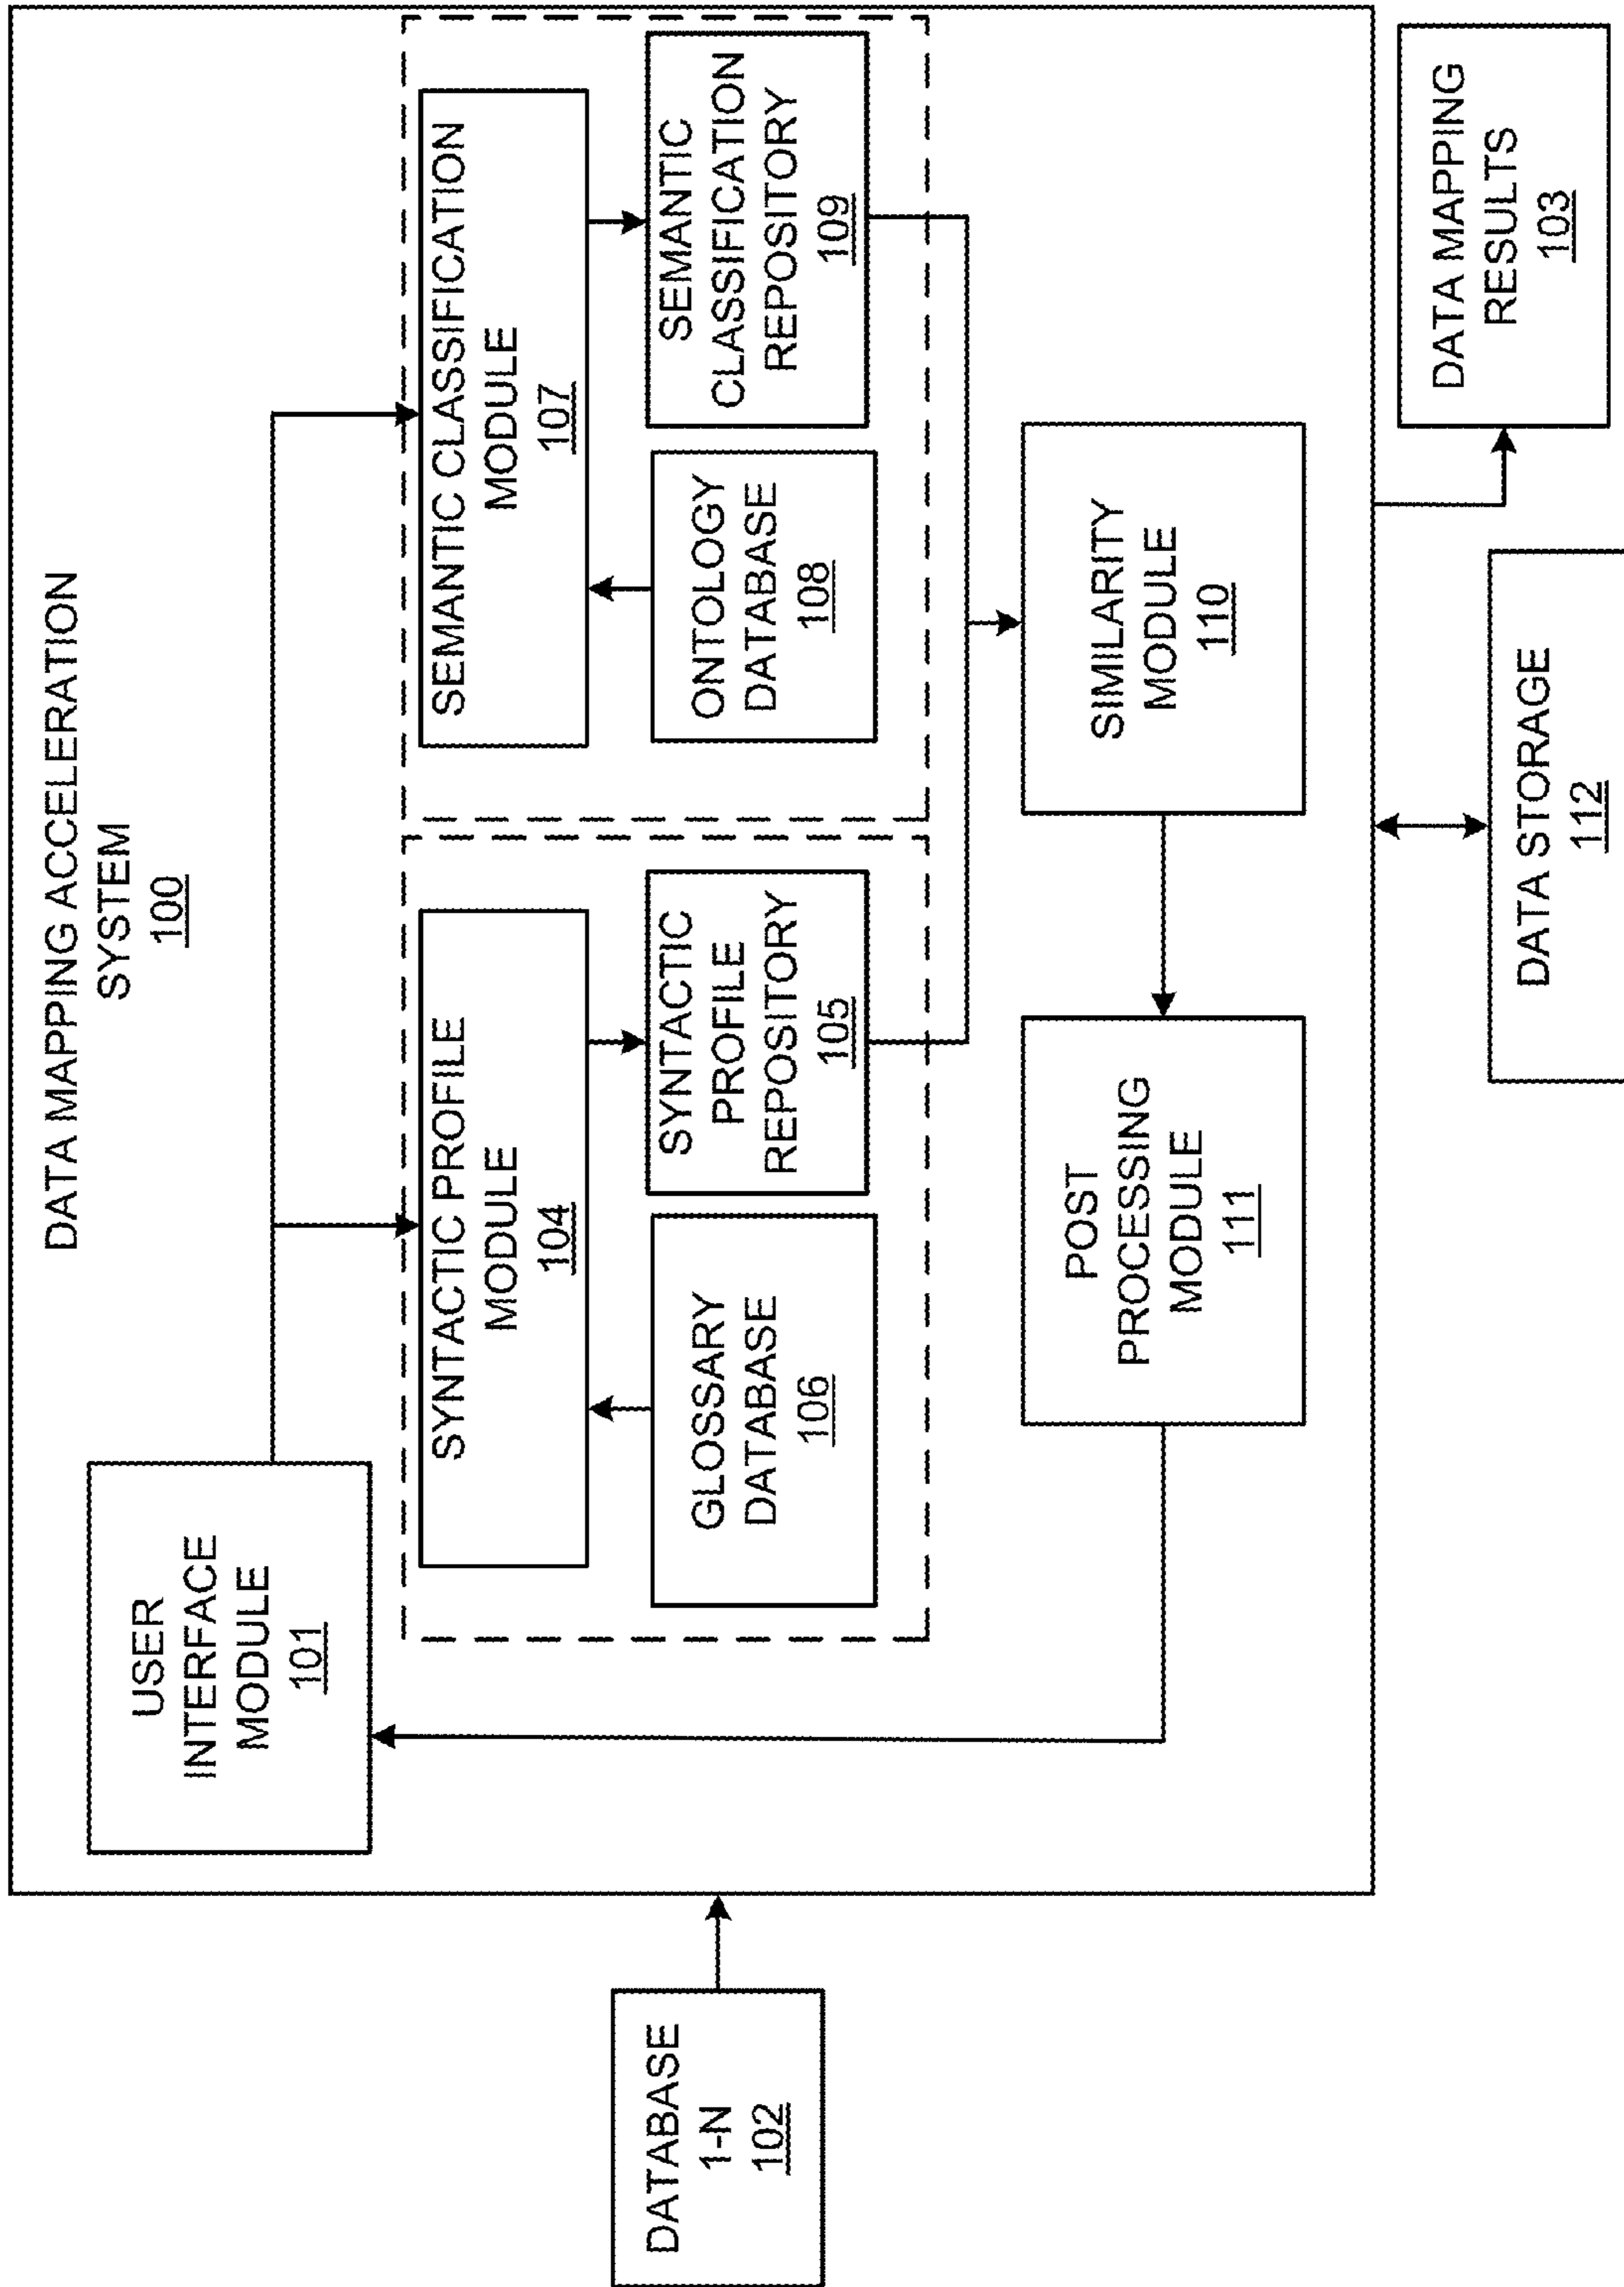 DATA MAPPING ACCELERATION
SYSTEM
100
USER
INTERFACE
MODULE
101
DATABASE
1-N
102
SYNTACTIC PROFILE
MODULE
104
GLOSSARY
DATABASE
106
SYNTACTIC
PROFILE
REPOSITORY
105
SEMANTIC CLASSIFICATION
MODULE
107
ONTOLOGY
DATABASE
108
SEMANTIC
CLASSIFICATION
REPOSITORY
109
POST
PROCESSING
MODULE
111
SIMILARITY
MODULE
110
DATA STORAGE
112
DATA MAPPING
RESULTS
103